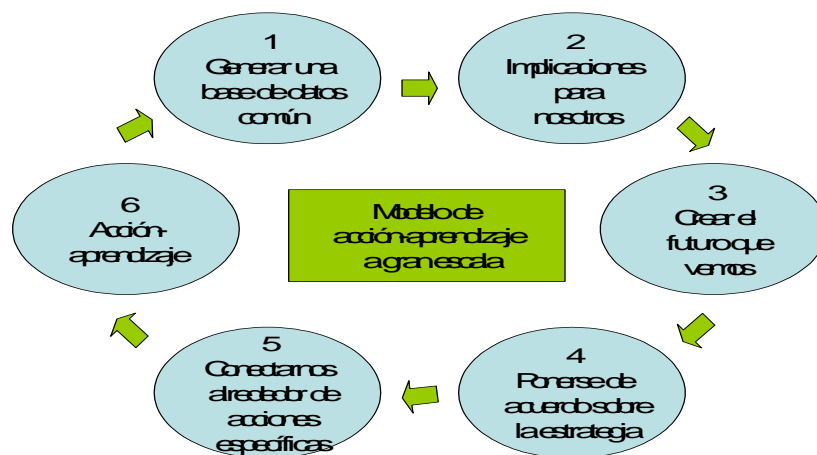 1
Generar una
base de datos
común
2
Implicaciones
para
nosotros
3
Crear el
futuro que
vemos
4
Ponerse de
acuerdo sobre
la estrategia
5
Conectarnos
alrededor de
acciones
específicas
6
Acción-
aprendizaje
Modelo de
acción-aprendizaje
a gran escala